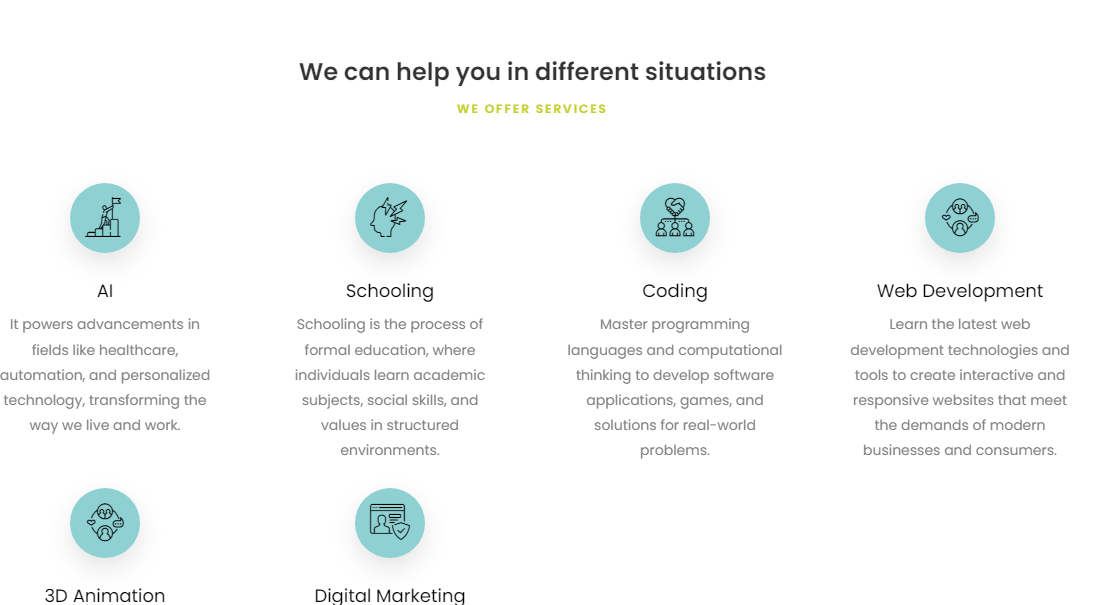 We can help you in different situations
WE OFFER SERVICES
AI
It powers advancements in
fields like healthcare,
automation, and personalized
technology, transforming the
way we live and work.
Schooling
Schooling is the process of
formal education, where
individuals learn academic
subjects, social skills, and
values in structured
environments.
Coding
Master programming
languages and computational
thinking to develop software
applications, games, and
solutions for real-world
problems.
Web Development
Learn the latest web
development technologies and
tools to create interactive and
responsive websites that meet
the demands of modern
businesses and consumers.
3D Animation
Digital Marketing